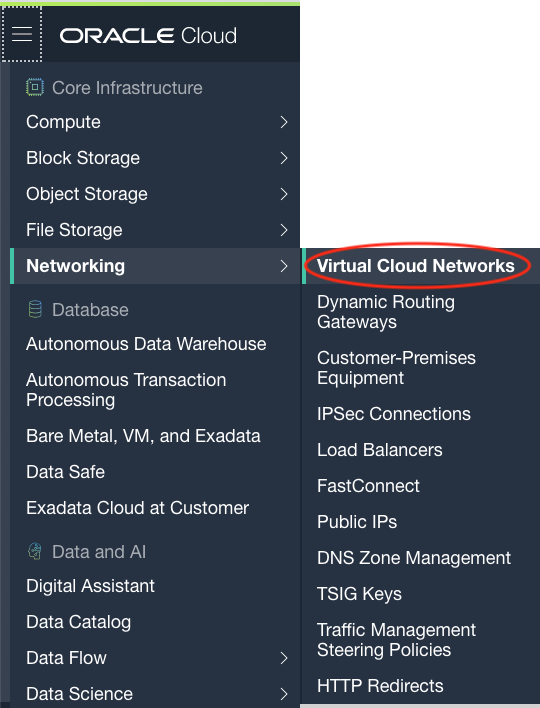 ORACLE Cloud
Core Infrastructure
Compute
Block Storage
Object Storage
File Storage
Networking
Database
Autonomous Data Warehouse
Autonomous Transaction
Processing
Bare Metal, VM, and Exadata
Data Safe
Exadata Cloud at Customer
Data and AI
Digital Assistant
Data Catalog
Data Flow
Data Science
Virtual Cloud Networks
Dynamic Routing
Gateways
Customer-Premises
Equipment
IPSec Connections
Load Balancers
FastConnect
Public IPs
DNS Zone Management
TSIG Keys
Traffic Management
Steering Policies
HTTP Redirects